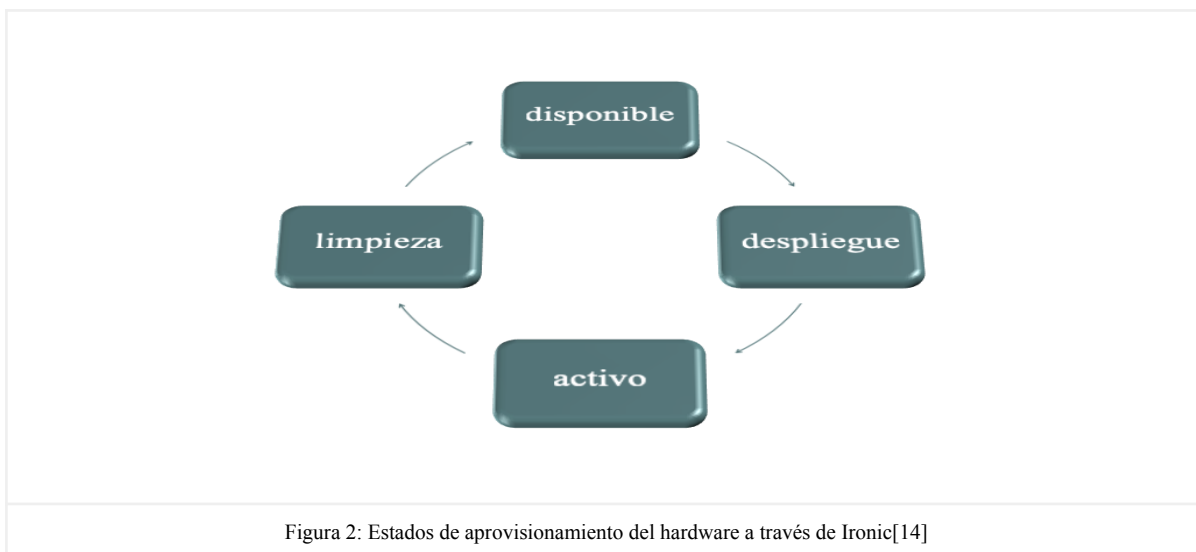 disponible
limpieza
despliegue
activo
Figura 2: Estados de aprovisionamiento del hardware a través de Ironic[14]